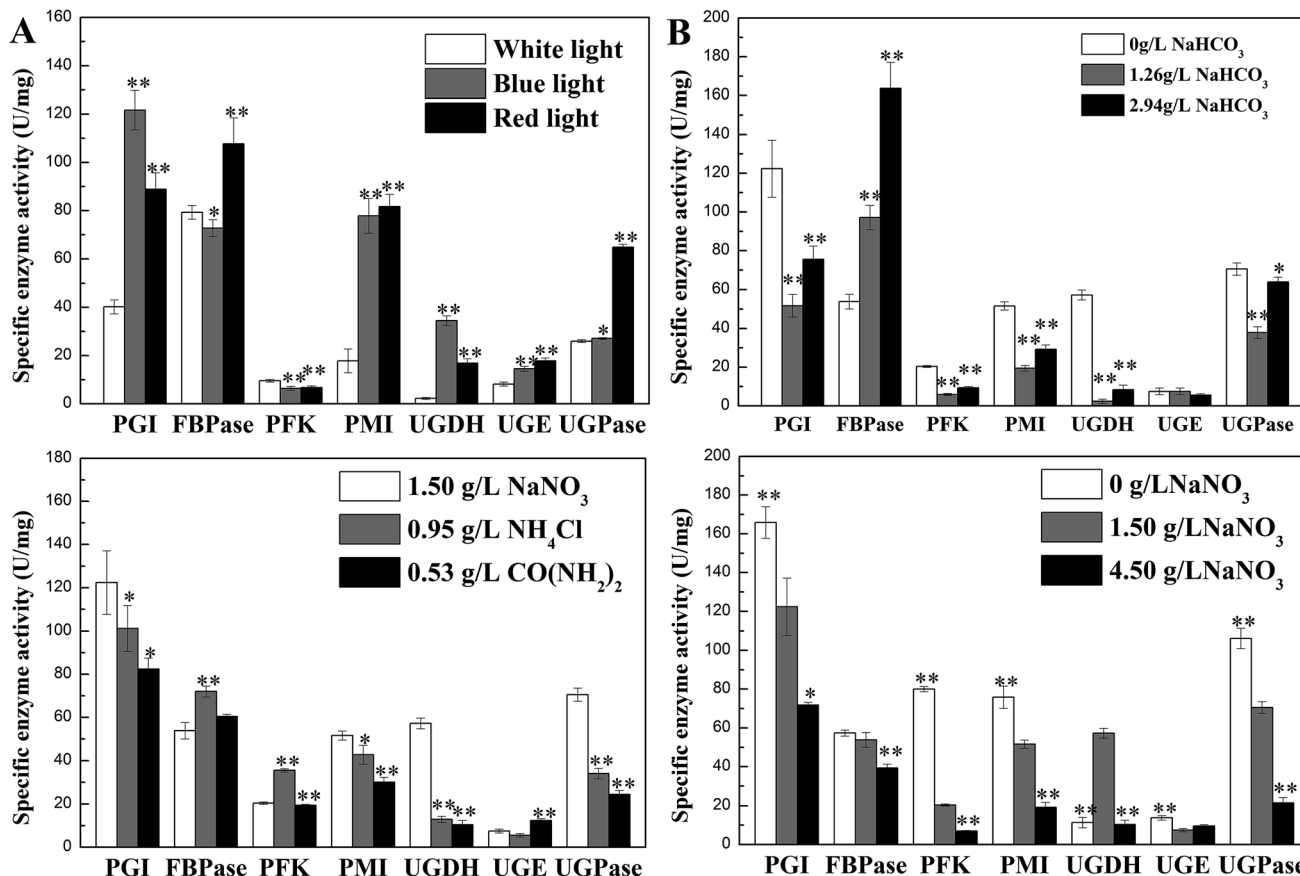 A
Specific enzyme activity (U/mg)
160
140
120
100
80
60
40
20
0
White light
Blue light
Red light
** ** * ** ** ** ** ** ** ** ** ** * **
PGI FBPase PFK PMI UGDH UGE UGPase
B
Specific enzyme activity (U/mg)
200
180
160
140
120
100
80
60
40
20
0
0g/L NaHCO₃
1.26g/L NaHCO₃
2.94g/L NaHCO₃
** ** ** ** ** ** ** ** ** ** ** *
PGI FBPase PFK PMI UGDH UGE UGPase
Specific enzyme activity (U/mg)
180
160
140
120
100
80
60
40
20
0
1.50 g/L NaNO₃
0.95 g/L NH₄Cl
0.53 g/L CO(NH₂)₂
* * ** ** ** * ** ** ** ** ** **
PGI FBPase PFK PMI UGDH UGE UGPase
Specific enzyme activity (U/mg)
200
180
160
140
120
100
80
60
40
20
0
0 g/LNaNO₃
1.50 g/LNaNO₃
4.50 g/LNaNO₃
** * ** ** ** ** ** ** ** ** ** **
PGI FBPase PFK PMI UGDH UGE UGPase